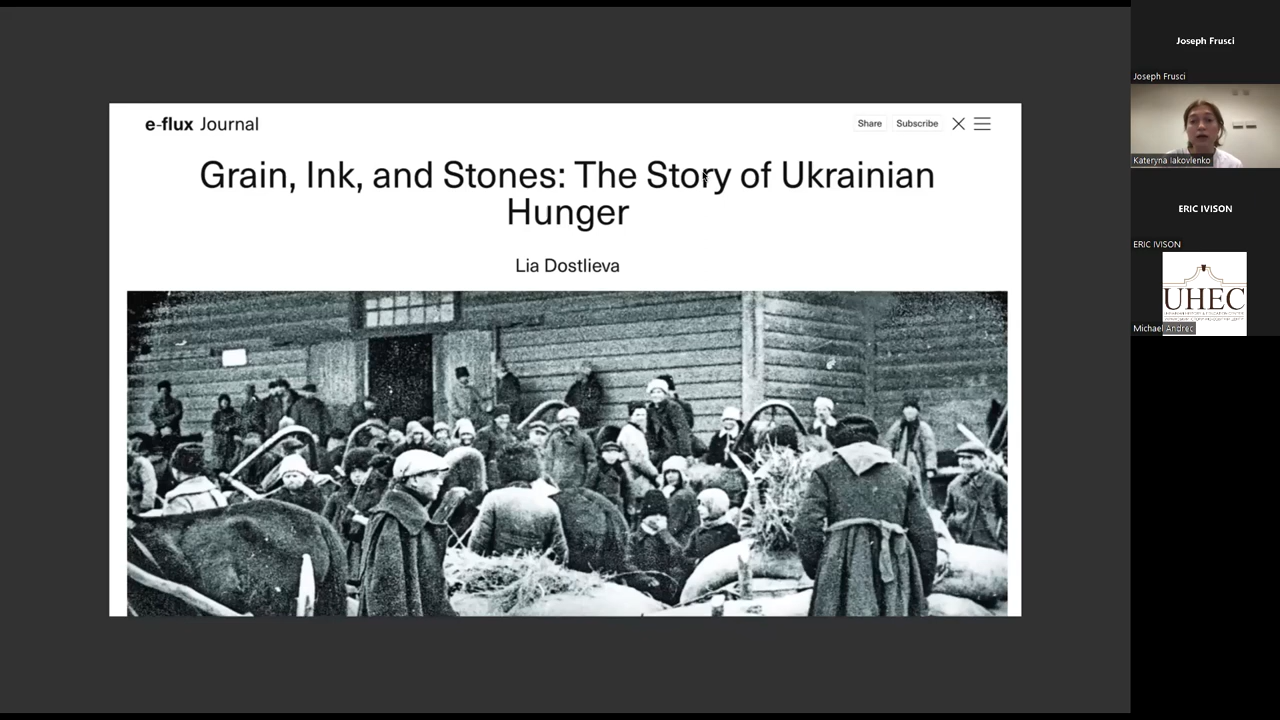 e-flux Journal
Share
Subscribe
Grain, Ink, and Stones: The Story of Ukrainian
Hunger
Lia Dostlieva
Joseph Frusci
Joseph Frusci
Kateryna Iakovlenko
ERIC IVISON
ERIC IVISON
UHEC
Michael Andrec